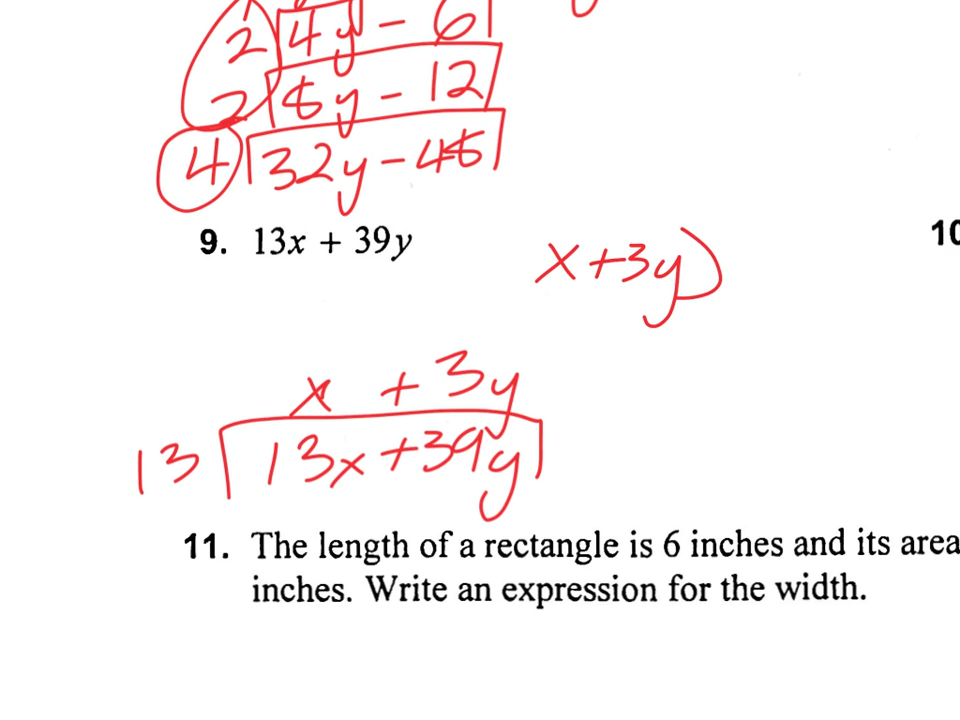 2 4y - 6
2 8y - 12
4 32y - 48
9. 13x + 39y
x + 3y)
10
x + 3y
13 13x + 39y
11. The length of a rectangle is 6 inches and its area
inches. Write an expression for the width.